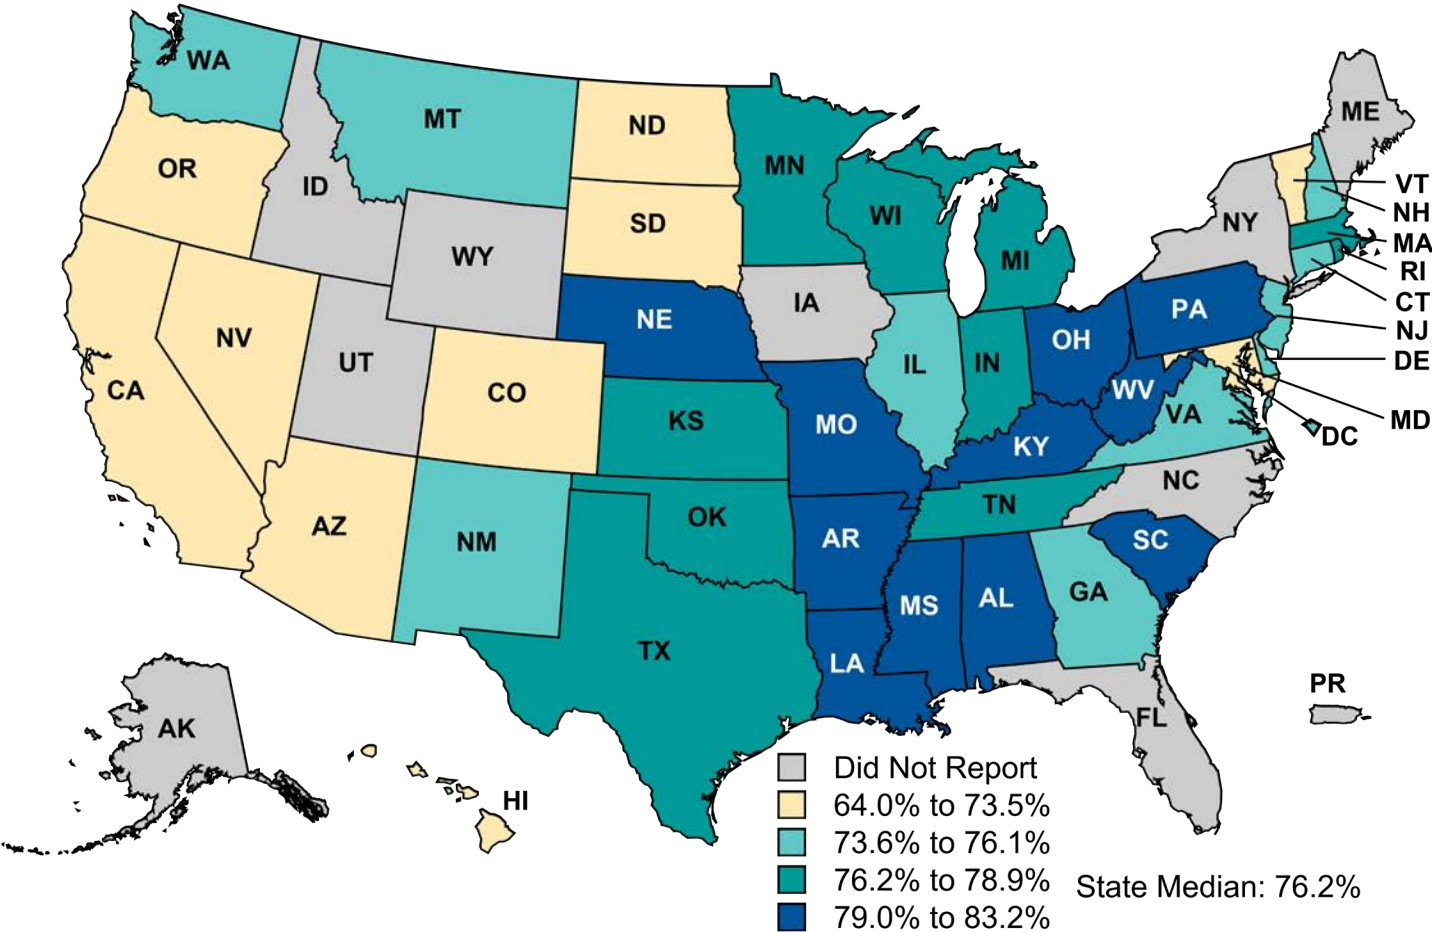 WA
MT
ND
MN
ME
OR
ID
SD
WI
MI
NY
VT
NH
MA
RI
CT
NJ
DE
MD
DC
WY
NE
IA
PA
NV
UT
CO
IL
IN
OH
WV
VA
CA
KS
MO
KY
NC
AZ
NM
OK
AR
TN
SC
MS
AL
GA
TX
LA
FL
PR
AK
HI
Did Not Report
64.0% to 73.5%
73.6% to 76.1%
76.2% to 78.9%
79.0% to 83.2%
State Median: 76.2%